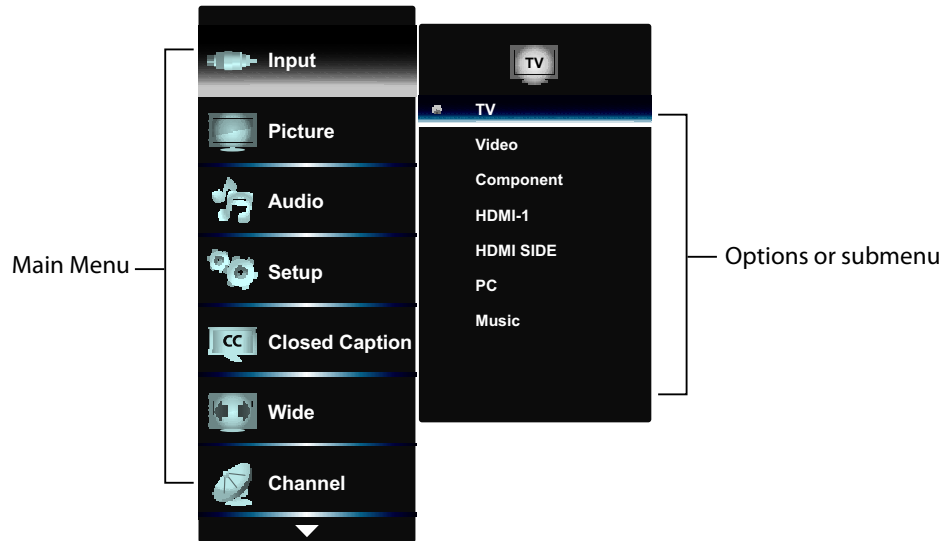 Main Menu
Input
Picture
Audio
Setup
CC
Closed Caption
Wide
Channel
TV
TV
Video
Component
HDMI-1
HDMI SIDE
PC
Music
Options or submenu